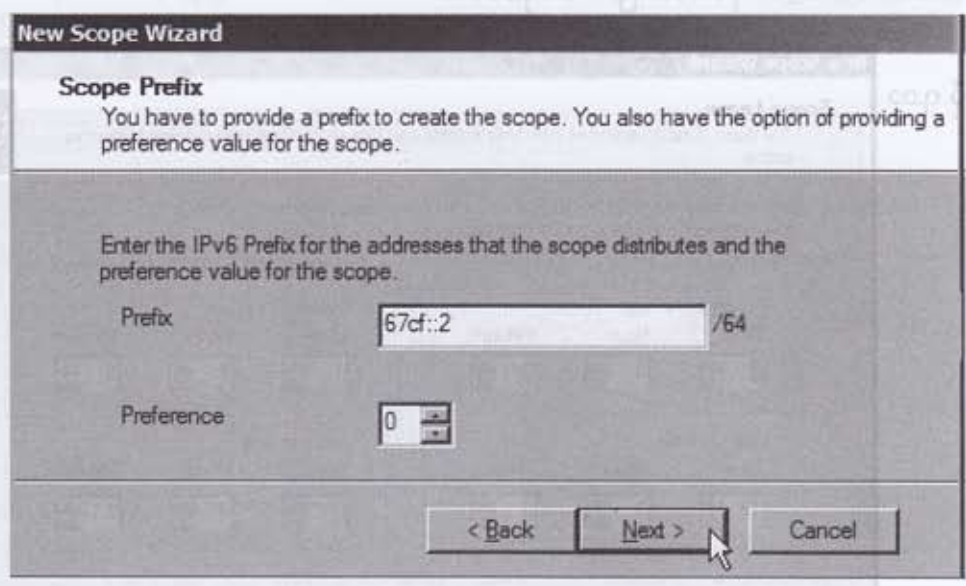 New Scope Wizard
Scope Prefix
You have to provide a prefix to create the scope. You also have the option of providing a
preference value for the scope.
Enter the IPv6 Prefix for the addresses that the scope distributes and the
preference value for the scope.
Prefix
67cf::2
/64
Preference
0
< Back
Next >
Cancel